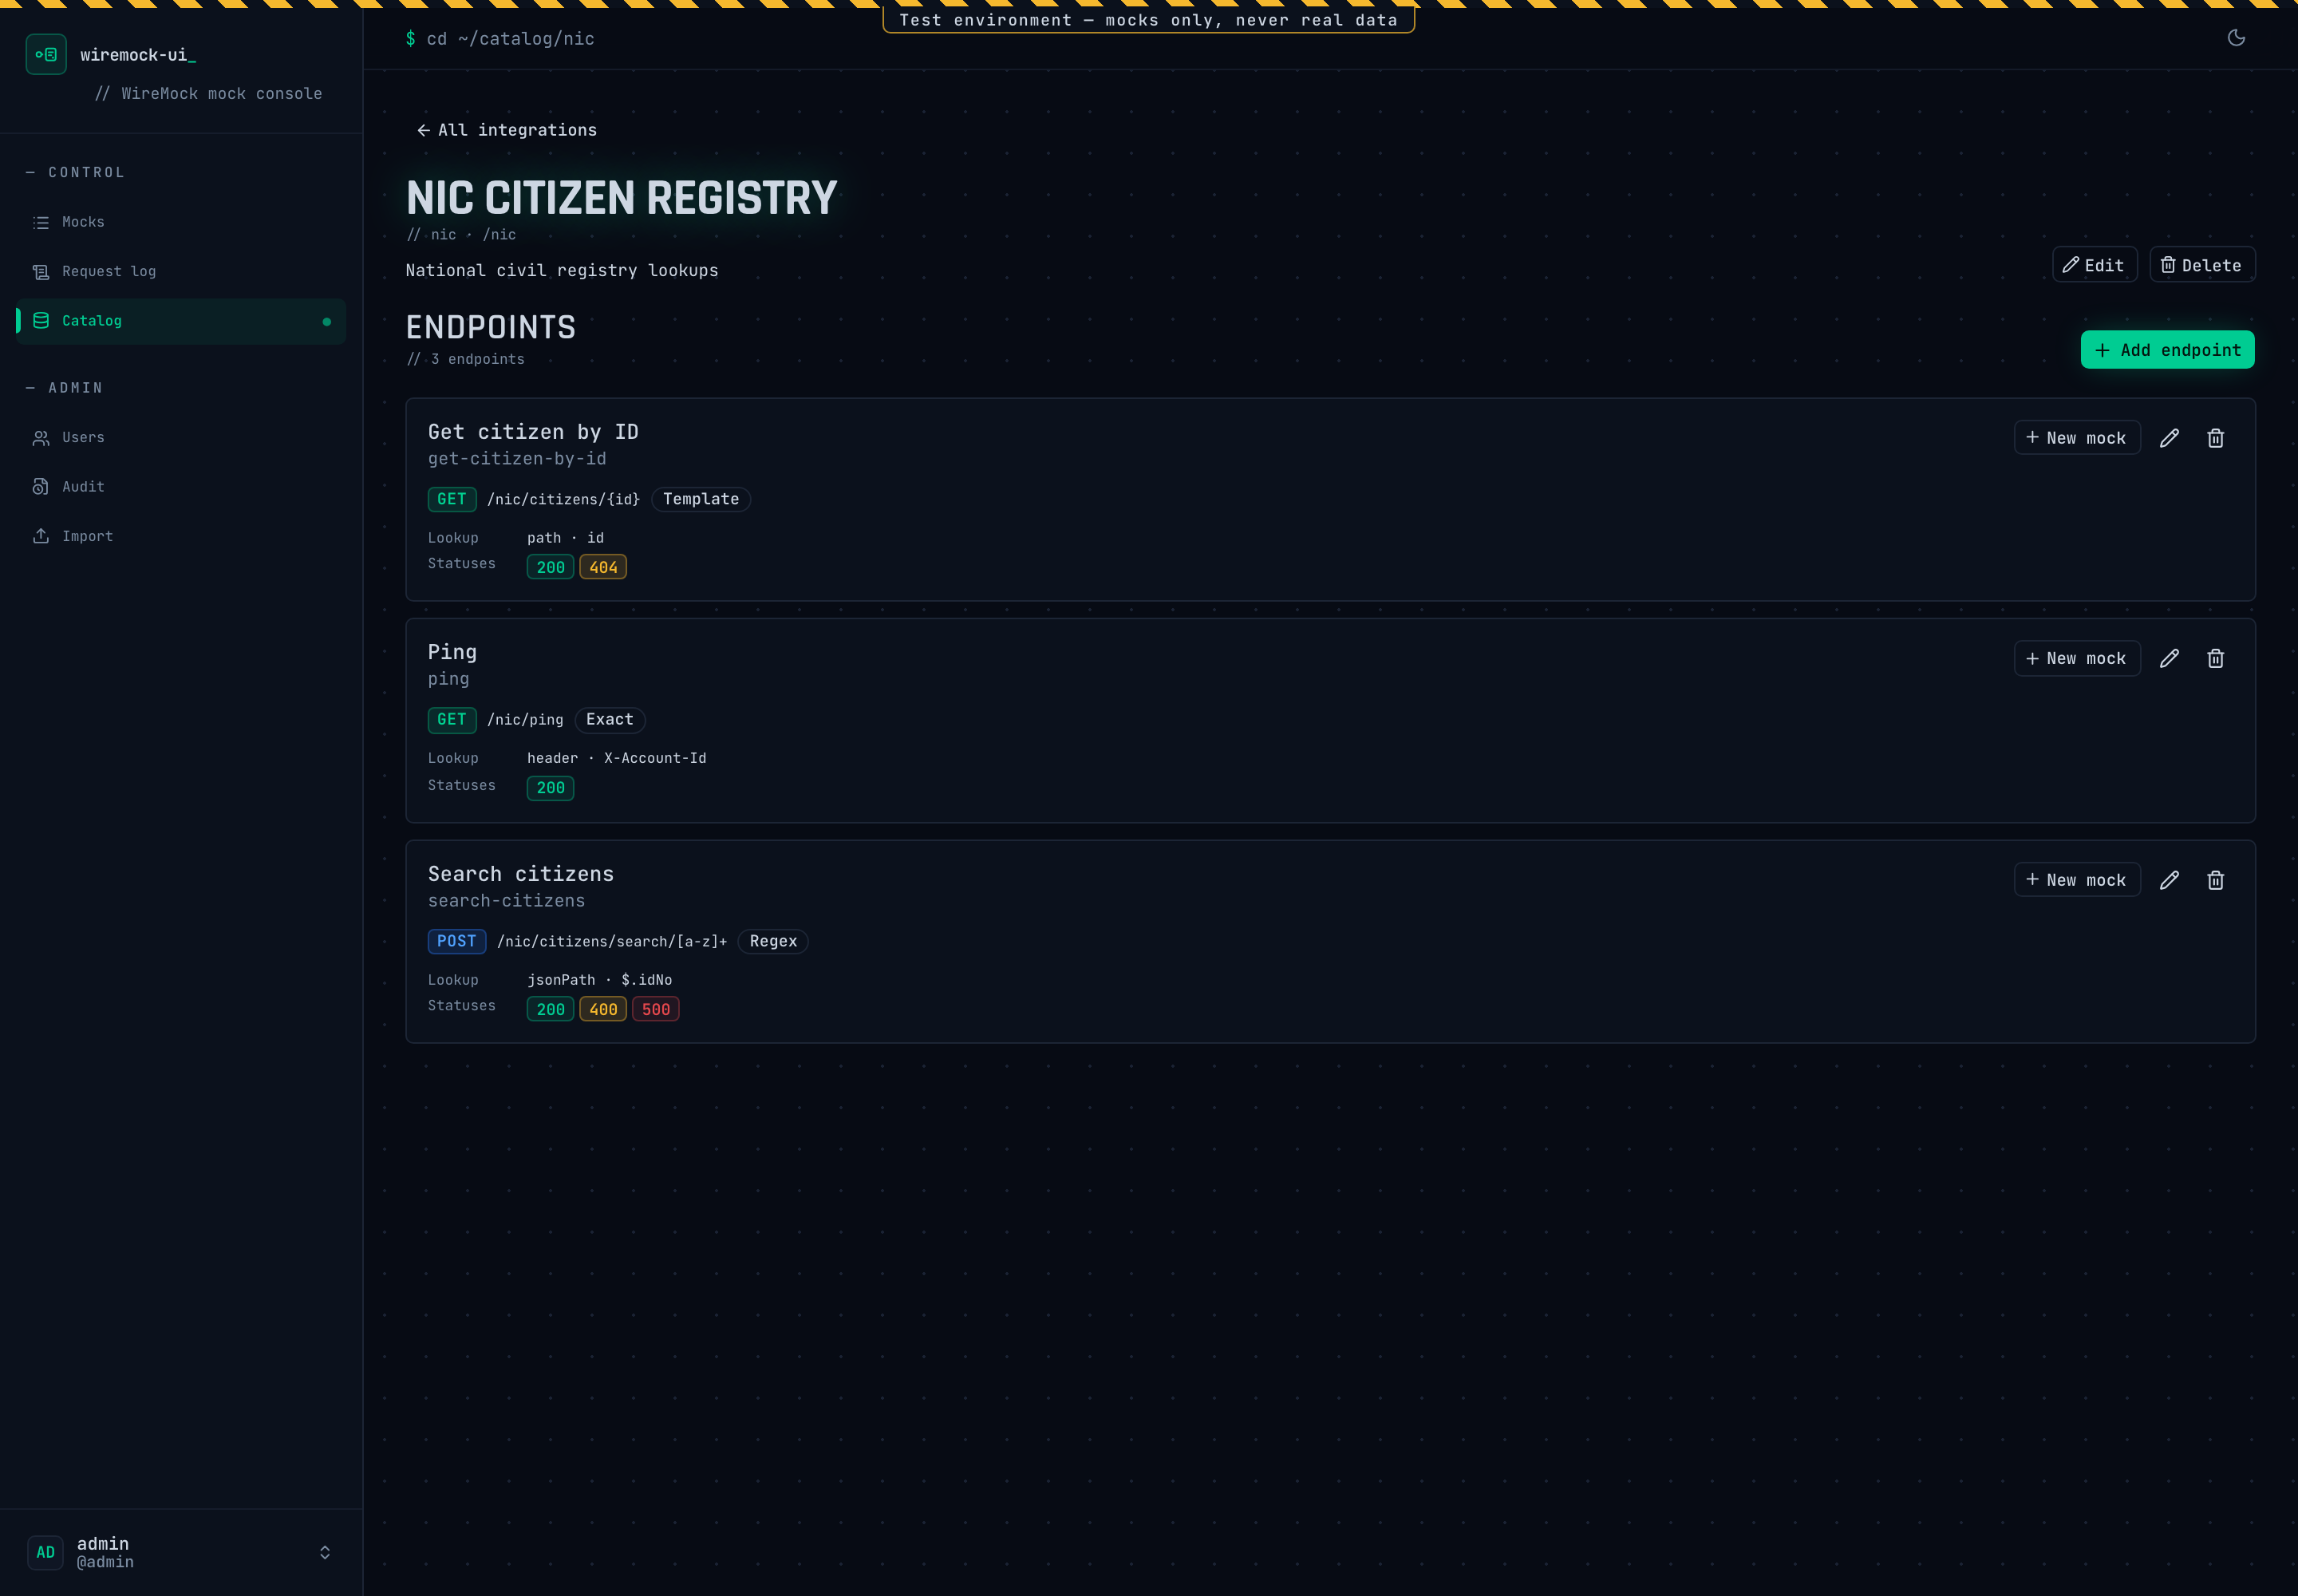 Test environment — mocks only, never real data
wiremock-ui_
// WireMock mock console
$ cd ~/catalog/nic
— CONTROL
Mocks
Request log
Catalog
— ADMIN
Users
Audit
Import
AD
admin
@admin
All integrations
NIC CITIZEN REGISTRY
// nic · /nic
National civil registry lookups
Edit
Delete
ENDPOINTS
// 3 endpoints
+ Add endpoint
Get citizen by ID
get-citizen-by-id
+ New mock
GET /nic/citizens/{id} Template
Lookup path · id
Statuses 200 404
Ping
ping
+ New mock
GET /nic/ping Exact
Lookup header · X-Account-Id
Statuses 200
Search citizens
search-citizens
+ New mock
POST /nic/citizens/search/[a-z]+ Regex
Lookup jsonPath · $.idNo
Statuses 200 400 500